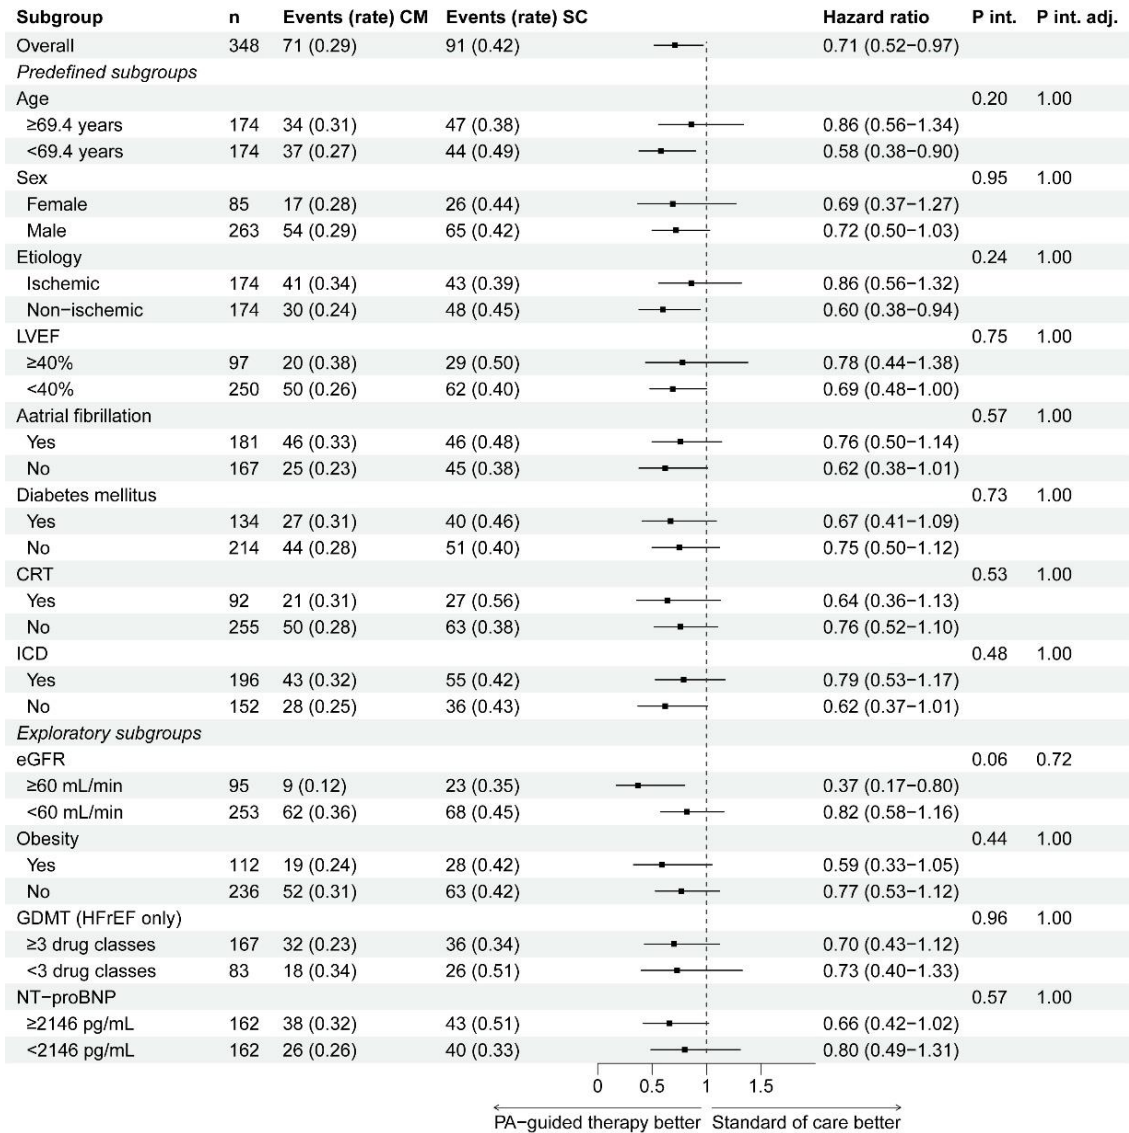 Subgroup n Events (rate) CM Events (rate) SC Hazard ratio P int. P int. adj.
Overall 348 71 (0.29) 91 (0.42) 0.71 (0.52−0.97)
Predefined subgroups
Age 0.20 1.00
≥69.4 years 174 34 (0.31) 47 (0.38) 0.86 (0.56−1.34)
<69.4 years 174 37 (0.27) 44 (0.49) 0.58 (0.38−0.90)
Sex 0.95 1.00
Female 85 17 (0.28) 26 (0.44) 0.69 (0.37−1.27)
Male 263 54 (0.29) 65 (0.42) 0.72 (0.50−1.03)
Etiology 0.24 1.00
Ischemic 174 41 (0.34) 43 (0.39) 0.86 (0.56−1.32)
Non−ischemic 174 30 (0.24) 48 (0.45) 0.60 (0.38−0.94)
LVEF 0.75 1.00
≥40% 97 20 (0.38) 29 (0.50) 0.78 (0.44−1.38)
<40% 250 50 (0.26) 62 (0.40) 0.69 (0.48−1.00)
Aatrial fibrillation 0.57 1.00
Yes 181 46 (0.33) 46 (0.48) 0.76 (0.50−1.14)
No 167 25 (0.23) 45 (0.38) 0.62 (0.38−1.01)
Diabetes mellitus 0.73 1.00
Yes 134 27 (0.31) 40 (0.46) 0.67 (0.41−1.09)
No 214 44 (0.28) 51 (0.40) 0.75 (0.50−1.12)
CRT 0.53 1.00
Yes 92 21 (0.31) 27 (0.56) 0.64 (0.36−1.13)
No 255 50 (0.28) 63 (0.38) 0.76 (0.52−1.10)
ICD 0.48 1.00
Yes 196 43 (0.32) 55 (0.42) 0.79 (0.53−1.17)
No 152 28 (0.25) 36 (0.43) 0.62 (0.37−1.01)
Exploratory subgroups
eGFR 0.06 0.72
≥60 mL/min 95 9 (0.12) 23 (0.35) 0.37 (0.17−0.80)
<60 mL/min 253 62 (0.36) 68 (0.45) 0.82 (0.58−1.16)
Obesity 0.44 1.00
Yes 112 19 (0.24) 28 (0.42) 0.59 (0.33−1.05)
No 236 52 (0.31) 63 (0.42) 0.77 (0.53−1.12)
GDMT (HFrEF only) 0.96 1.00
≥3 drug classes 167 32 (0.23) 36 (0.34) 0.70 (0.43−1.12)
<3 drug classes 83 18 (0.34) 26 (0.51) 0.73 (0.40−1.33)
NT−proBNP 0.57 1.00
≥2146 pg/mL 162 38 (0.32) 43 (0.51) 0.66 (0.42−1.02)
<2146 pg/mL 162 26 (0.26) 40 (0.33) 0.80 (0.49−1.31)
0 0.5 1 1.5
PA−guided therapy better Standard of care better